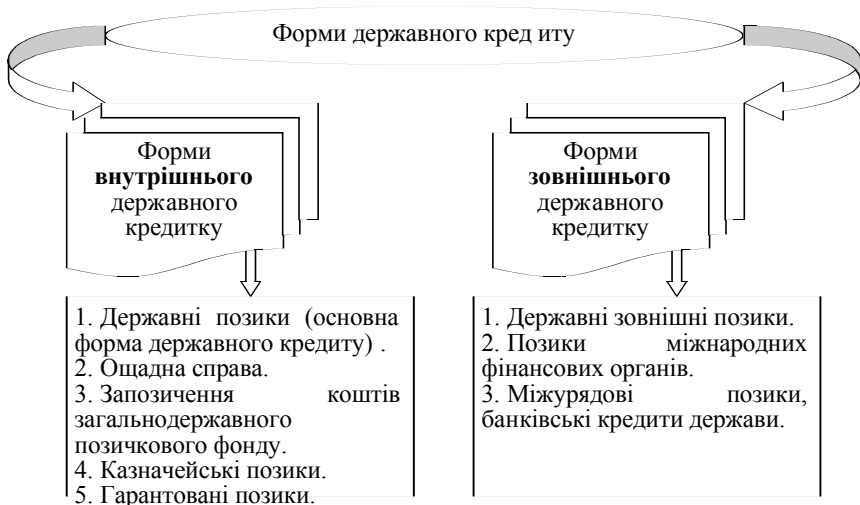 Форми державного кред иту
Форми
внутрішнього
державного
кредитку
Форми
зовнішнього
державного
кредитку
1. Державні позики (основна
форма державного кредиту) .
2. Ощадна справа.
3. Запозичення коштів
загальнодержавного
позичкового фонду.
4. Казначейські позики.
5. Гарантовані позики.
1. Державні зовнішні позики.
2. Позики міжнародних
фінансових органів.
3. Міжурядові позики,
банківські кредити держави.